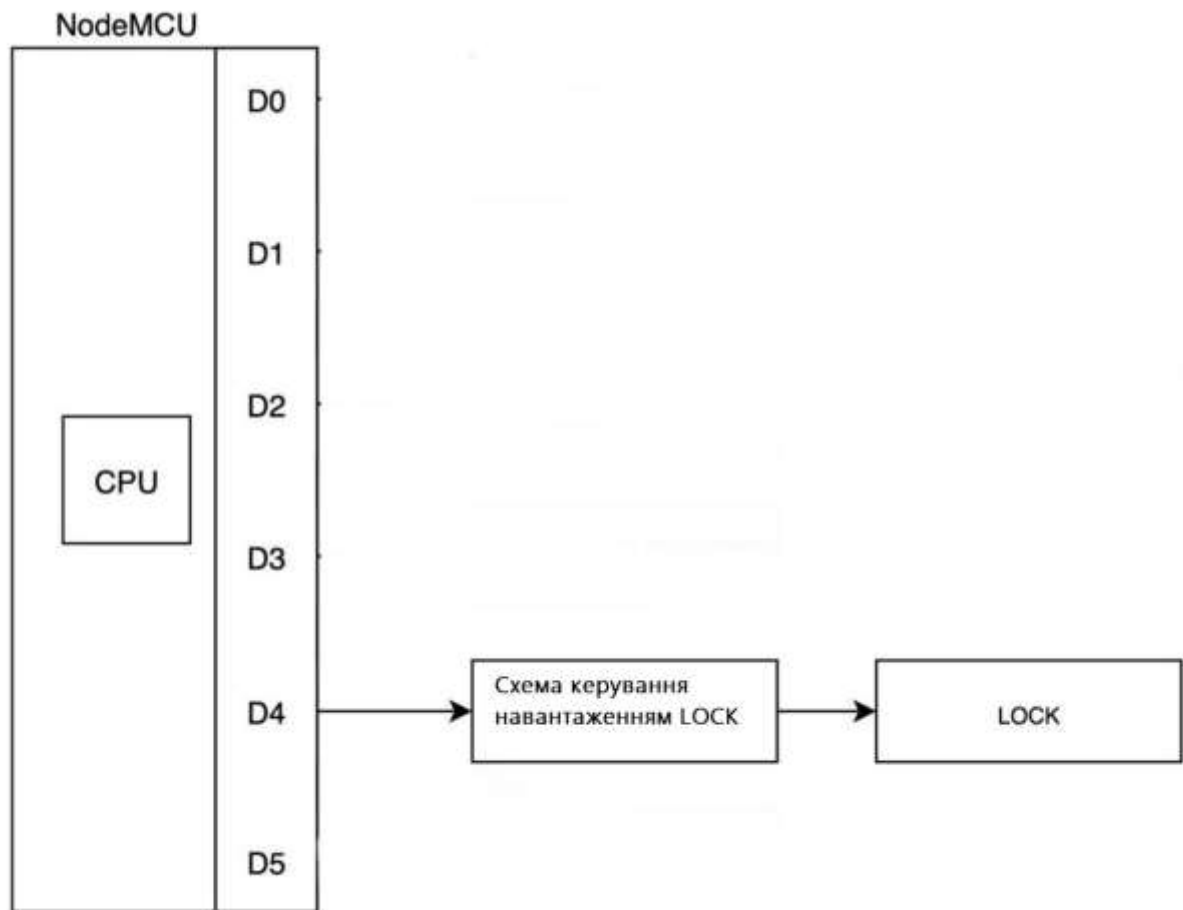 NodeMCU
D0
D1
D2
CPU
D3
D4
Схема керування
навантаженням LOCK
LOCK
D5